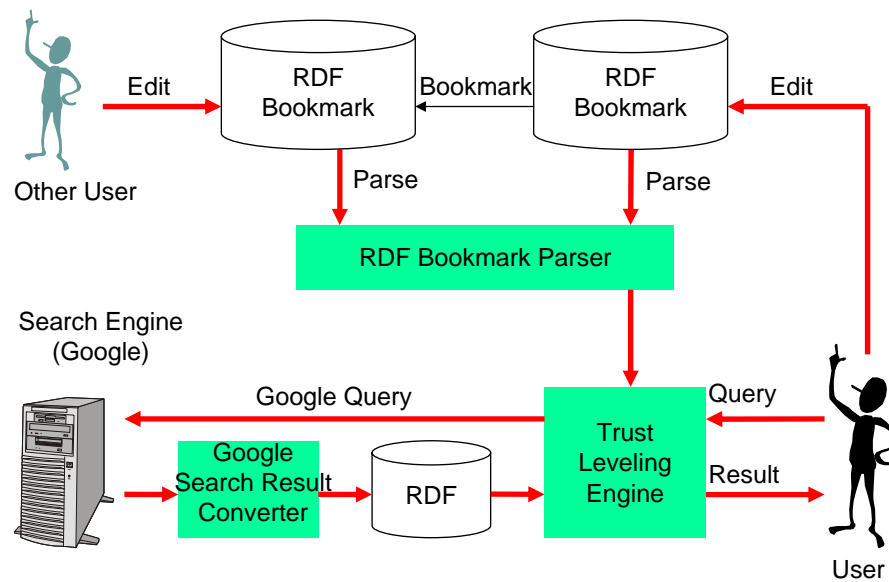 Edit
RDF
Bookmark
Bookmark
RDF
Bookmark
Edit
Other User
Parse
Parse
RDF Bookmark Parser
Search Engine
(Google)
Google Query
Query
Google
Search Result
Converter
RDF
Trust
Leveling
Engine
Result
User